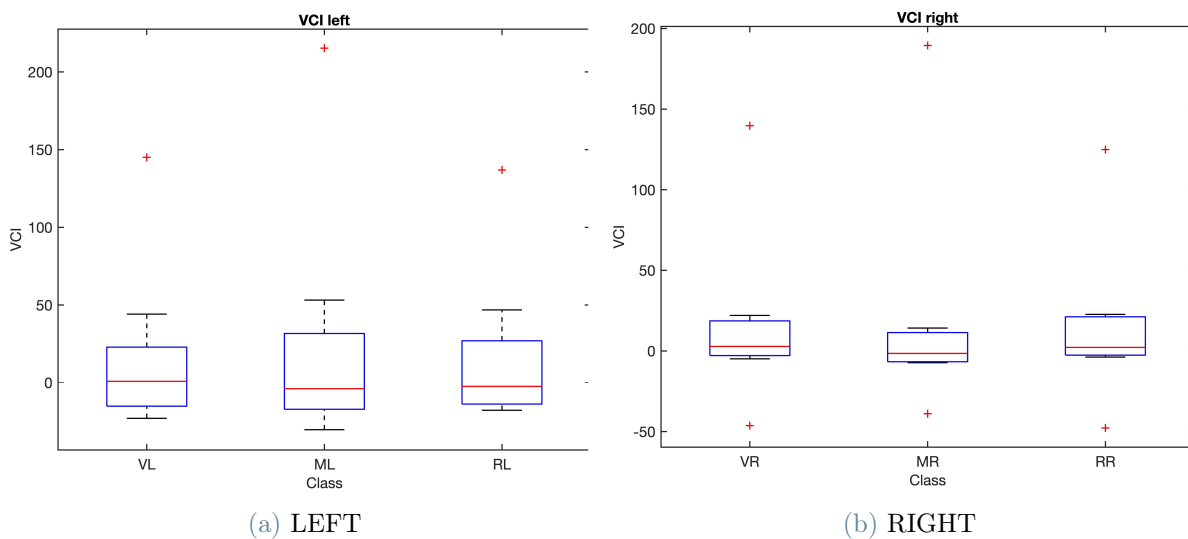 VCI left
200
150
100
50
0
VCI
VL
ML
RL
Class
(a) LEFT
VCI right
200
150
100
50
0
-50
VCI
VR
MR
RR
Class
(b) RIGHT